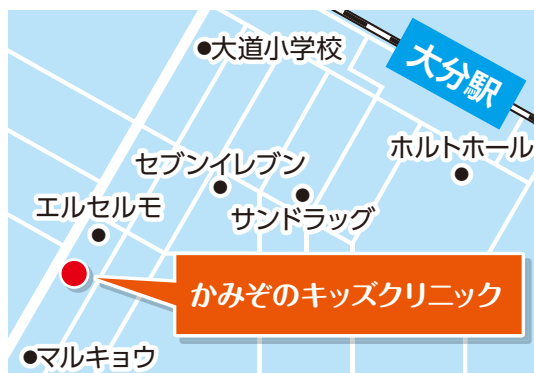 大道小学校
大分駅
ホルトホール
セブンイレブン
サンドラッグ
エルセルモ
かみぞのキッズクリニック
マルキョウ